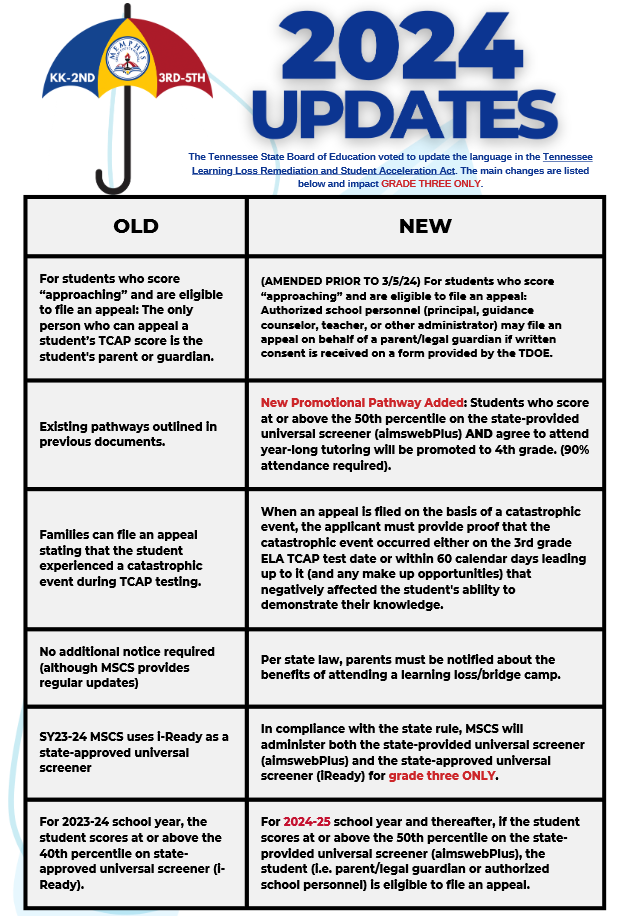 MEMPHIS
KK-2ND
3RD-5TH
2024
UPDATES
The Tennessee State Board of Education voted to update the language in the Tennessee
Learning Loss Remediation and Student Acceleration Act. The main changes are listed
below and impact GRADE THREE ONLY.
OLD
NEW
For students who score
“approaching” and are eligible
to file an appeal: The only
person who can appeal a
student’s TCAP score is the
student's parent or guardian.
(AMENDED PRIOR TO 3/5/24) For students who score
“approaching” and are eligible to file an appeal:
Authorized school personnel (principal, guidance
counselor, teacher, or other administrator) may file an
appeal on behalf of a parent/legal guardian if written
consent is received on a form provided by the TDOE.
Existing pathways outlined in
previous documents.
New Promotional Pathway Added: Students who score
at or above the 50th percentile on the state-provided
universal screener (aimswebPlus) AND agree to attend
year-long tutoring will be promoted to 4th grade. (90%
attendance required).
Families can file an appeal
stating that the student
experienced a catastrophic
event during TCAP testing.
When an appeal is filed on the basis of a catastrophic
event, the applicant must provide proof that the
catastrophic event occurred either on the 3rd grade
ELA TCAP test date or within 60 calendar days leading
up to it (and any make up opportunities) that
negatively affected the student's ability to
demonstrate their knowledge.
No additional notice required
(although MSCS provides
regular updates)
Per state law, parents must be notified about the
benefits of attending a learning loss/bridge camp.
SY23-24 MSCS uses i-Ready as a
state-approved universal
screener
In compliance with the state rule, MSCS will
administer both the state-provided universal screener
(aimswebPlus) and the state-approved universal
screener (iReady) for grade three ONLY.
For 2023-24 school year, the
student scores at or above the
40th percentile on state-
approved universal screener (i-
Ready).
For 2024-25 school year and thereafter, if the student
scores at or above the 50th percentile on the state-
provided universal screener (aimswebPlus), the
student (i.e. parent/legal guardian or authorized
school personnel) is eligible to file an appeal.